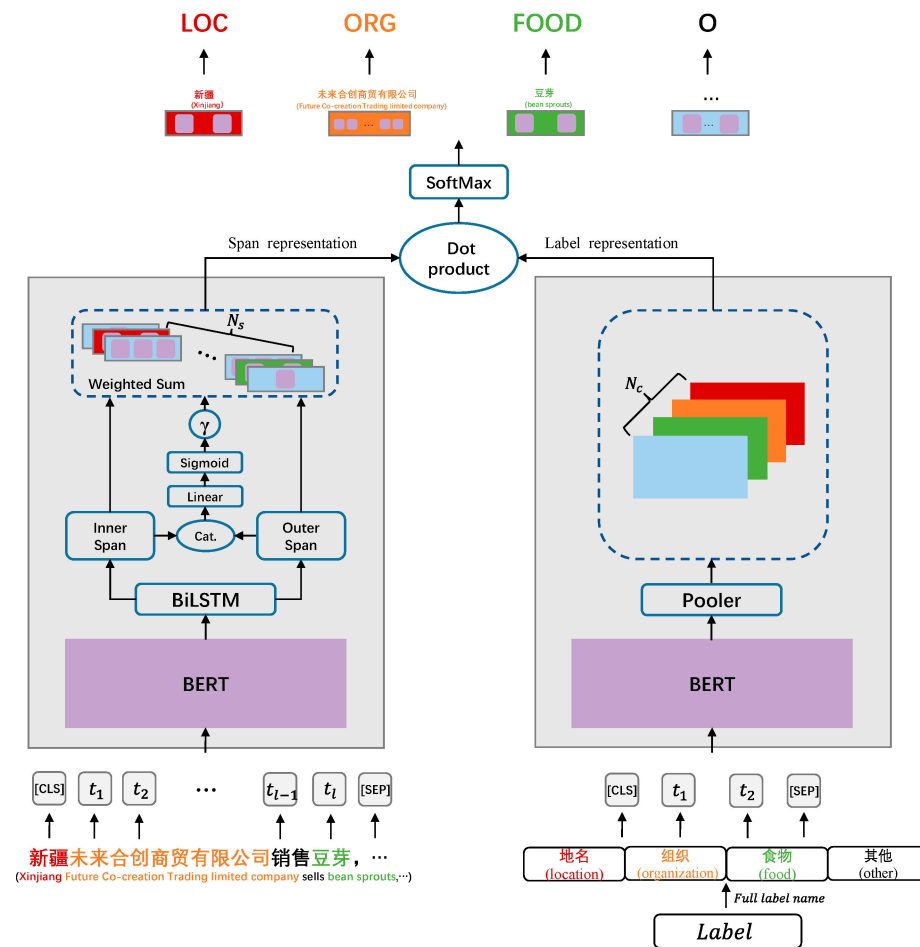 LOC ORG FOOD O
新疆
(Xinjiang)
未来合创商贸有限公司
(Future Co-creation Trading limited company)
豆芽
(bean sprouts)
...
...
SoftMax
Span representation
Dot
product
Label representation
N_s
...
Weighted Sum
γ
Sigmoid
Linear
Inner
Span
Cat.
Outer
Span
BiLSTM
BERT
N_c
Pooler
BERT
[CLS] t_1 t_2 ... t_{l-1} t_l [SEP]
新疆未来合创商贸有限公司销售豆芽，...
(Xinjiang Future Co-creation Trading limited company sells bean sprouts,...)
[CLS] t_1 t_2 [SEP]
地名 组织 食物 其他
(location) (organization) (food) (other)
Full label name
Label